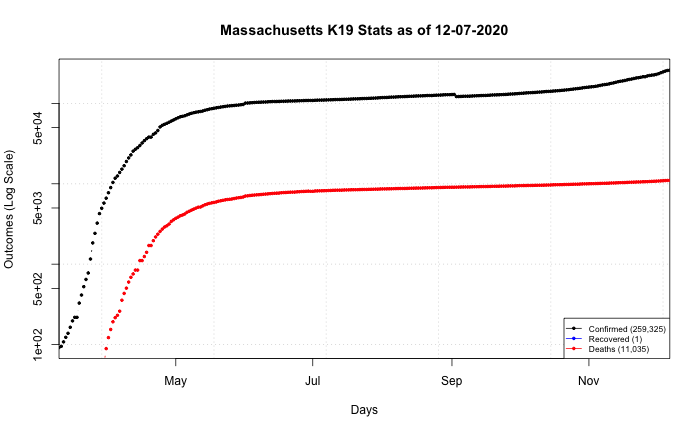 Massachusetts K19 Stats as of 12-07-2020
Outcomes (Log Scale)
5e+04
5e+03
5e+02
1e+02
Confirmed (259,325)
Recovered (1)
Deaths (11,035)
May Jul Sep Nov
Days